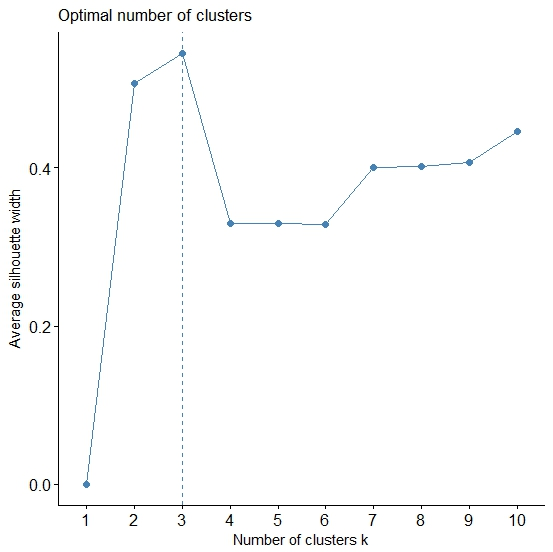 Optimal number of clusters
Average silhouette width
0.4
0.2
0.0
1 2 3 4 5 6 7 8 9 10
Number of clusters k